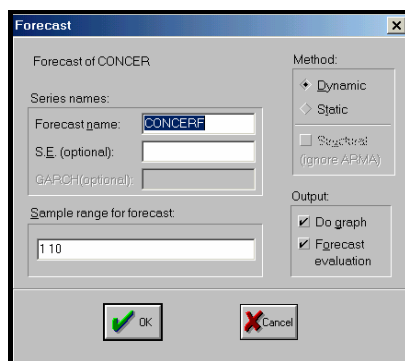 Forecast
Forecast of CONCER
Series names:
Forecast name: CONCERF
S.E. (optional):
GARCH(optional):
Sample range for forecast:
1 10
Method:
Dynamic
Static
Structural
(ignore ARMA)
Output:
Do graph
Forecast
evaluation
OK
Cancel